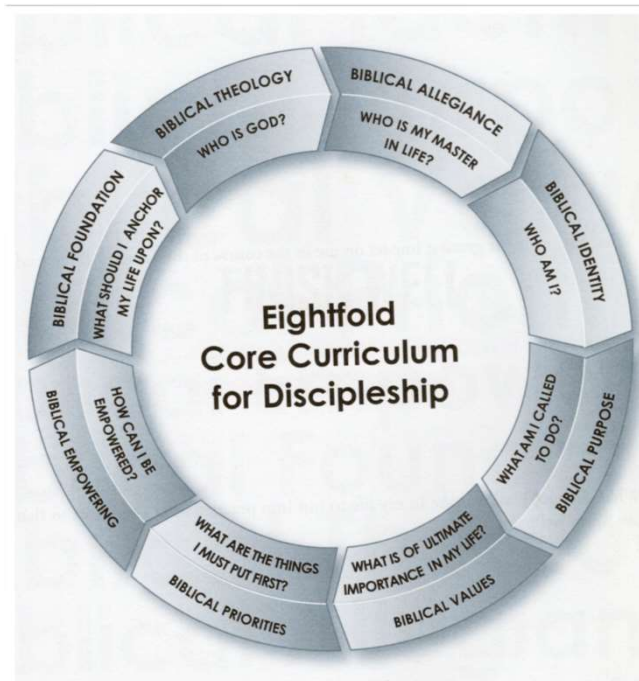 Eightfold
Core Curriculum
for Discipleship
BIBLICAL THEOLOGY
WHO IS GOD?
BIBLICAL ALLEGIANCE
WHO IS MY MASTER
IN LIFE?
BIBLICAL IDENTITY
WHO AM I?
BIBLICAL PURPOSE
WHAT AM I CALLED
TO DO?
BIBLICAL VALUES
WHAT IS OF ULTIMATE
IMPORTANCE IN MY LIFE?
BIBLICAL PRIORITIES
WHAT ARE THE THINGS
I MUST PUT FIRST?
BIBLICAL EMPOWERING
HOW CAN I BE
EMPOWERED?
BIBLICAL FOUNDATION
WHAT SHOULD I ANCHOR
MY LIFE UPON?